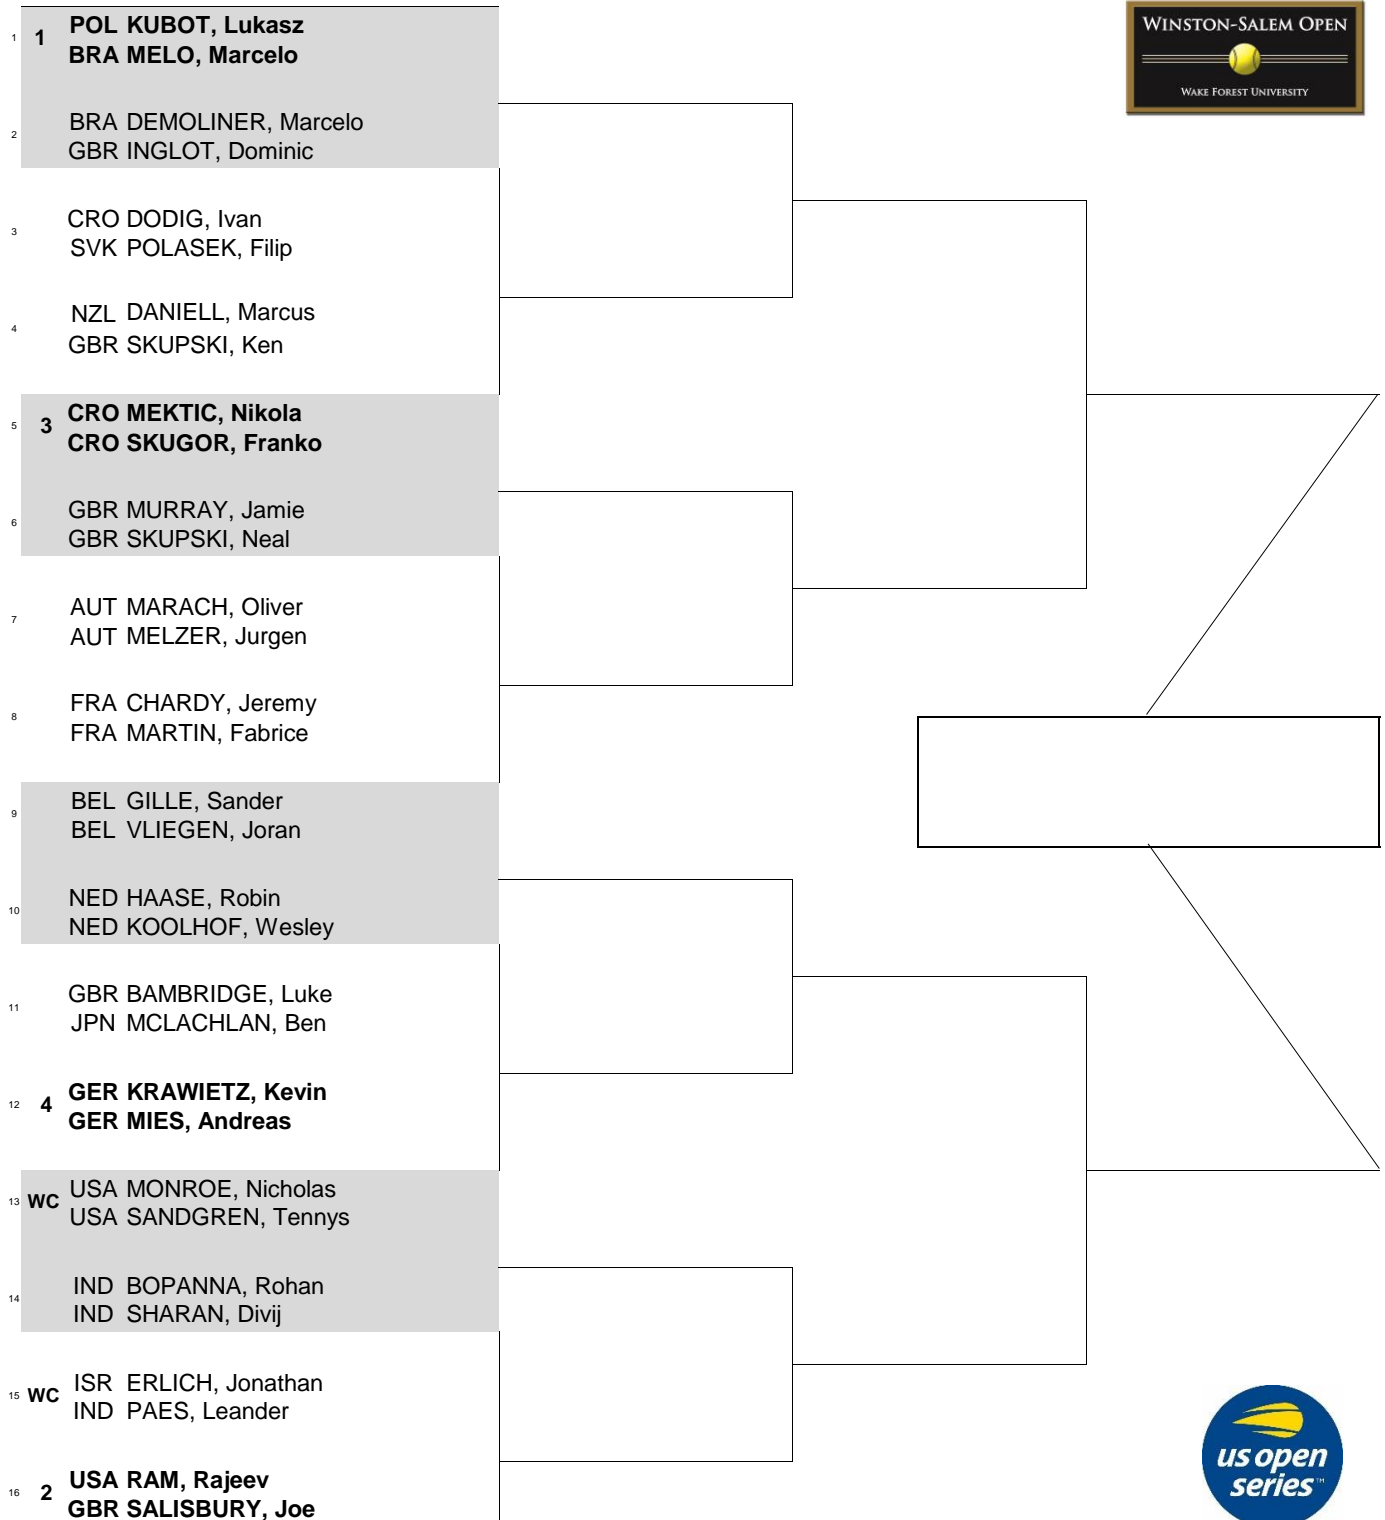 WINSTON-SALEM OPEN
WAKE FOREST UNIVERSITY
1 1 POL KUBOT, Lukasz
BRA MELO, Marcelo
2 BRA DEMOLINER, Marcelo
GBR INGLOT, Dominic
3 CRO DODIG, Ivan
SVK POLASEK, Filip
4 NZL DANIELL, Marcus
GBR SKUPSKI, Ken
5 3 CRO MEKTIC, Nikola
CRO SKUGOR, Franko
6 GBR MURRAY, Jamie
GBR SKUPSKI, Neal
7 AUT MARACH, Oliver
AUT MELZER, Jurgen
8 FRA CHARDY, Jeremy
FRA MARTIN, Fabrice
9 BEL GILLE, Sander
BEL VLIEGEN, Joran
10 NED HAASE, Robin
NED KOOLHOF, Wesley
11 GBR BAMBRIDGE, Luke
JPN MCLACHLAN, Ben
12 4 GER KRAWIETZ, Kevin
GER MIES, Andreas
13 WC USA MONROE, Nicholas
USA SANDGREN, Tennys
14 IND BOPANNA, Rohan
IND SHARAN, Divij
15 WC ISR ERLICH, Jonathan
IND PAES, Leander
16 2 USA RAM, Rajeev
GBR SALISBURY, Joe
us open
series™